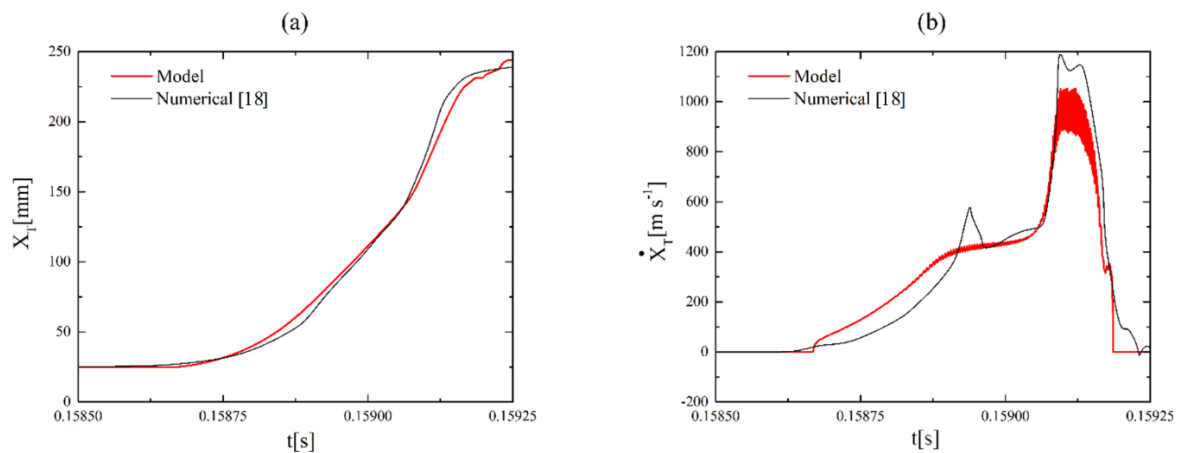 (a)
250
200
150
100
50
0
X_T[mm]
Model
Numerical [18]
0.15850
0.15875
0.15900
0.15925
t[s]
(b)
1200
1000
800
600
400
200
0
-200
Ẋ_T[m s⁻¹]
Model
Numerical [18]
0.15850
0.15875
0.15900
0.15925
t[s]